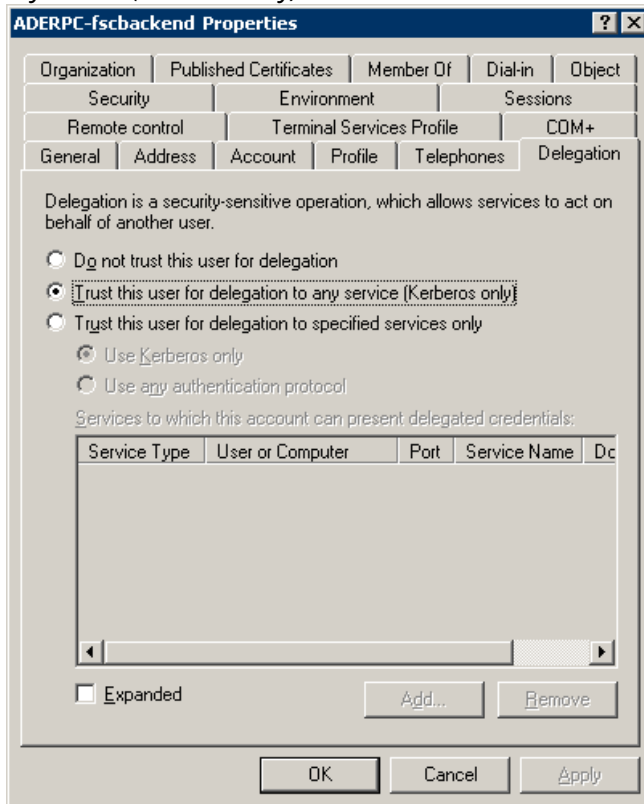 ADERPC-fscbackend Properties
Organization Published Certificates Member Of Dial-in Object
Security Environment Sessions
Remote control Terminal Services Profile COM+
General Address Account Profile Telephones Delegation
Delegation is a security-sensitive operation, which allows services to act on
behalf of another user.
Do not trust this user for delegation
Trust this user for delegation to any service (Kerberos only)
Trust this user for delegation to specified services only
Use Kerberos only
Use any authentication protocol
Services to which this account can present delegated credentials:
Service Type User or Computer Port Service Name Do
Expanded Add... Remove
OK Cancel Apply